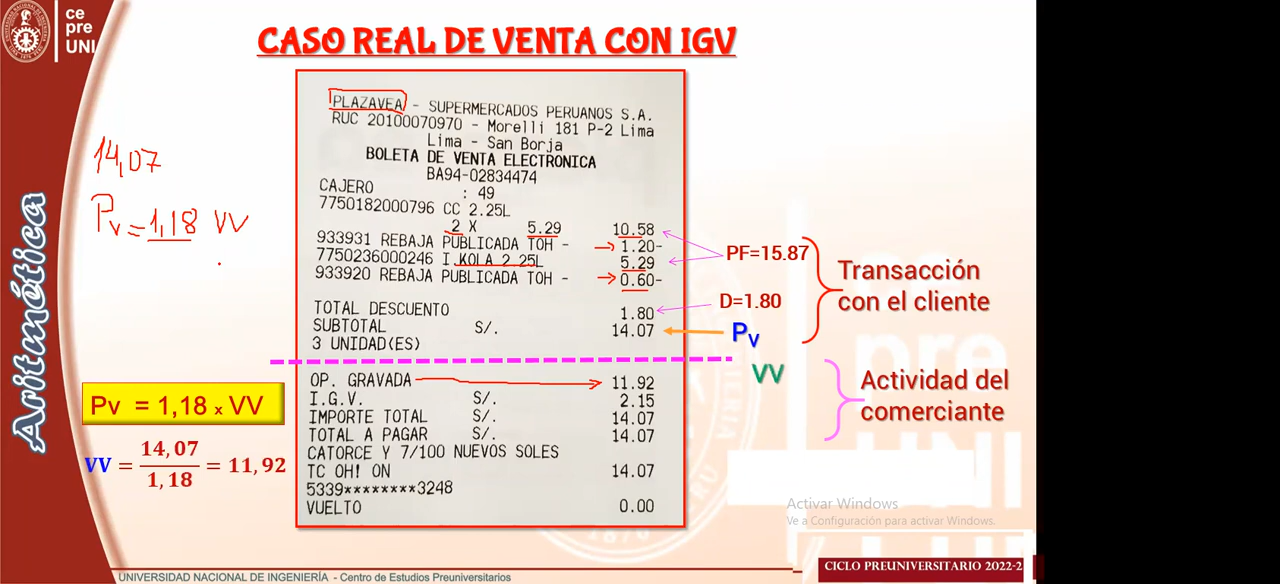 ce
pre
UNI
CASO REAL DE VENTA CON IGV
PLAZAVEA - SUPERMERCADOS PERUANOS S.A.
RUC 20100070970 - Morelli 181 P-2 Lima
Lima - San Borja
BOLETA DE VENTA ELECTRONICA
BA94-02834474
CAJERO : 49
7750182000796 CC 2.25L
2 X 5.29 10.58
933931 REBAJA PUBLICADA TOH - 1.20-
7750236000246 I.KOLA 2.25L 5.29
933920 REBAJA PUBLICADA TOH - 0.60-
TOTAL DESCUENTO 1.80
SUBTOTAL S/. 14.07
3 UNIDAD(ES)
OP. GRAVADA 11.92
I.G.V. S/. 2.15
IMPORTE TOTAL S/. 14.07
TOTAL A PAGAR S/. 14.07
CATORCE Y 7/100 NUEVOS SOLES
TC OH! ON 14.07
5339********3248
VUELTO 0.00
14,07
Pv = 1,18 VV
Aritmética
Pv = 1,18 x VV
VV = 14,07 / 1,18 = 11,92
PF=15.87
D=1.80
PV
VV
Transacción
con el cliente
Actividad del
comerciante
Activar Windows
Ve a Configuración para activar Windows.
UNIVERSIDAD NACIONAL DE INGENIERÍA - Centro de Estudios Preuniversitarios
CICLO PREUNIVERSITARIO 2022-2